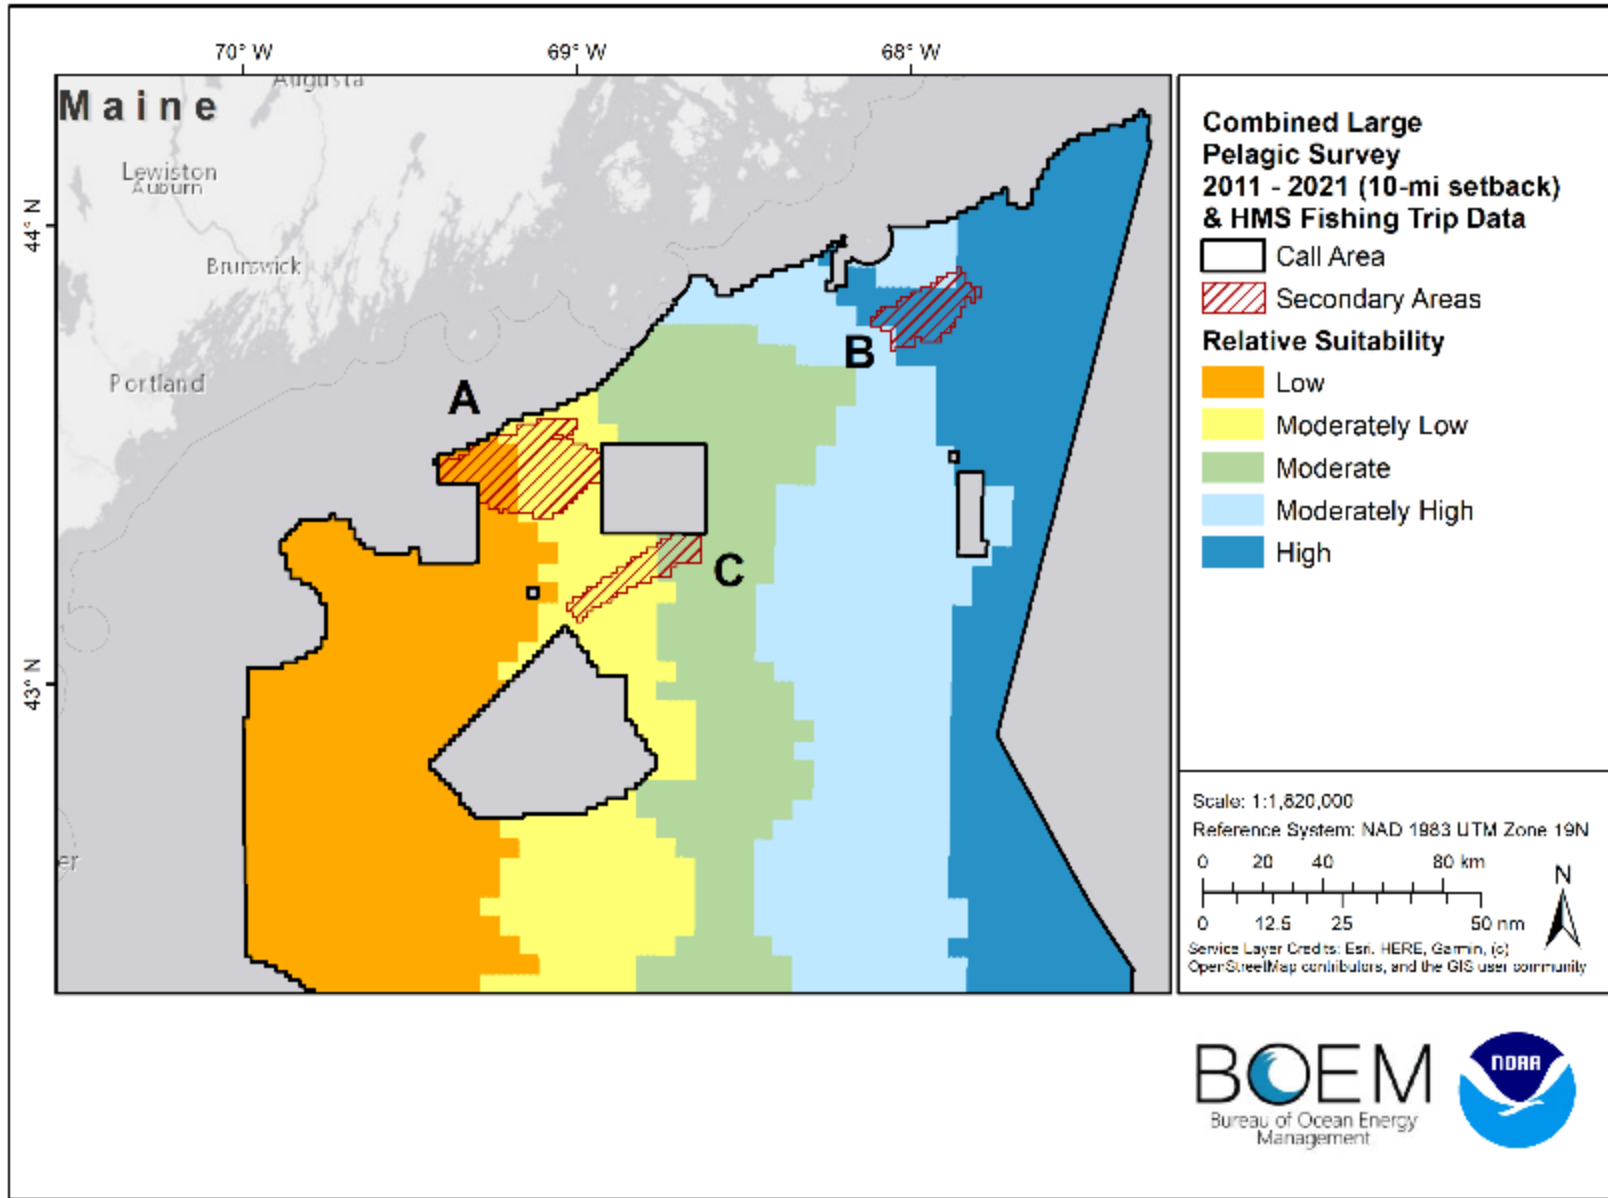 70° W
69° W
68° W
Augusta
Maine
Lewiston
Auburn
44° N
Brunswick
Portland
A
B
C
43° N
er
Combined Large
Pelagic Survey
2011 - 2021 (10-mi setback)
& HMS Fishing Trip Data
Call Area
Secondary Areas
Relative Suitability
Low
Moderately Low
Moderate
Moderately High
High
Scale: 1:1,820,000
Reference System: NAD 1983 UTM Zone 19N
0 20 40 80 km
N
0 12.5 25 50 nm
Service Layer Credits: Esri, HERE, Garmin, (c)
OpenStreetMap contributors, and the GIS user community
BOEM
Bureau of Ocean Energy
Management
NOAA